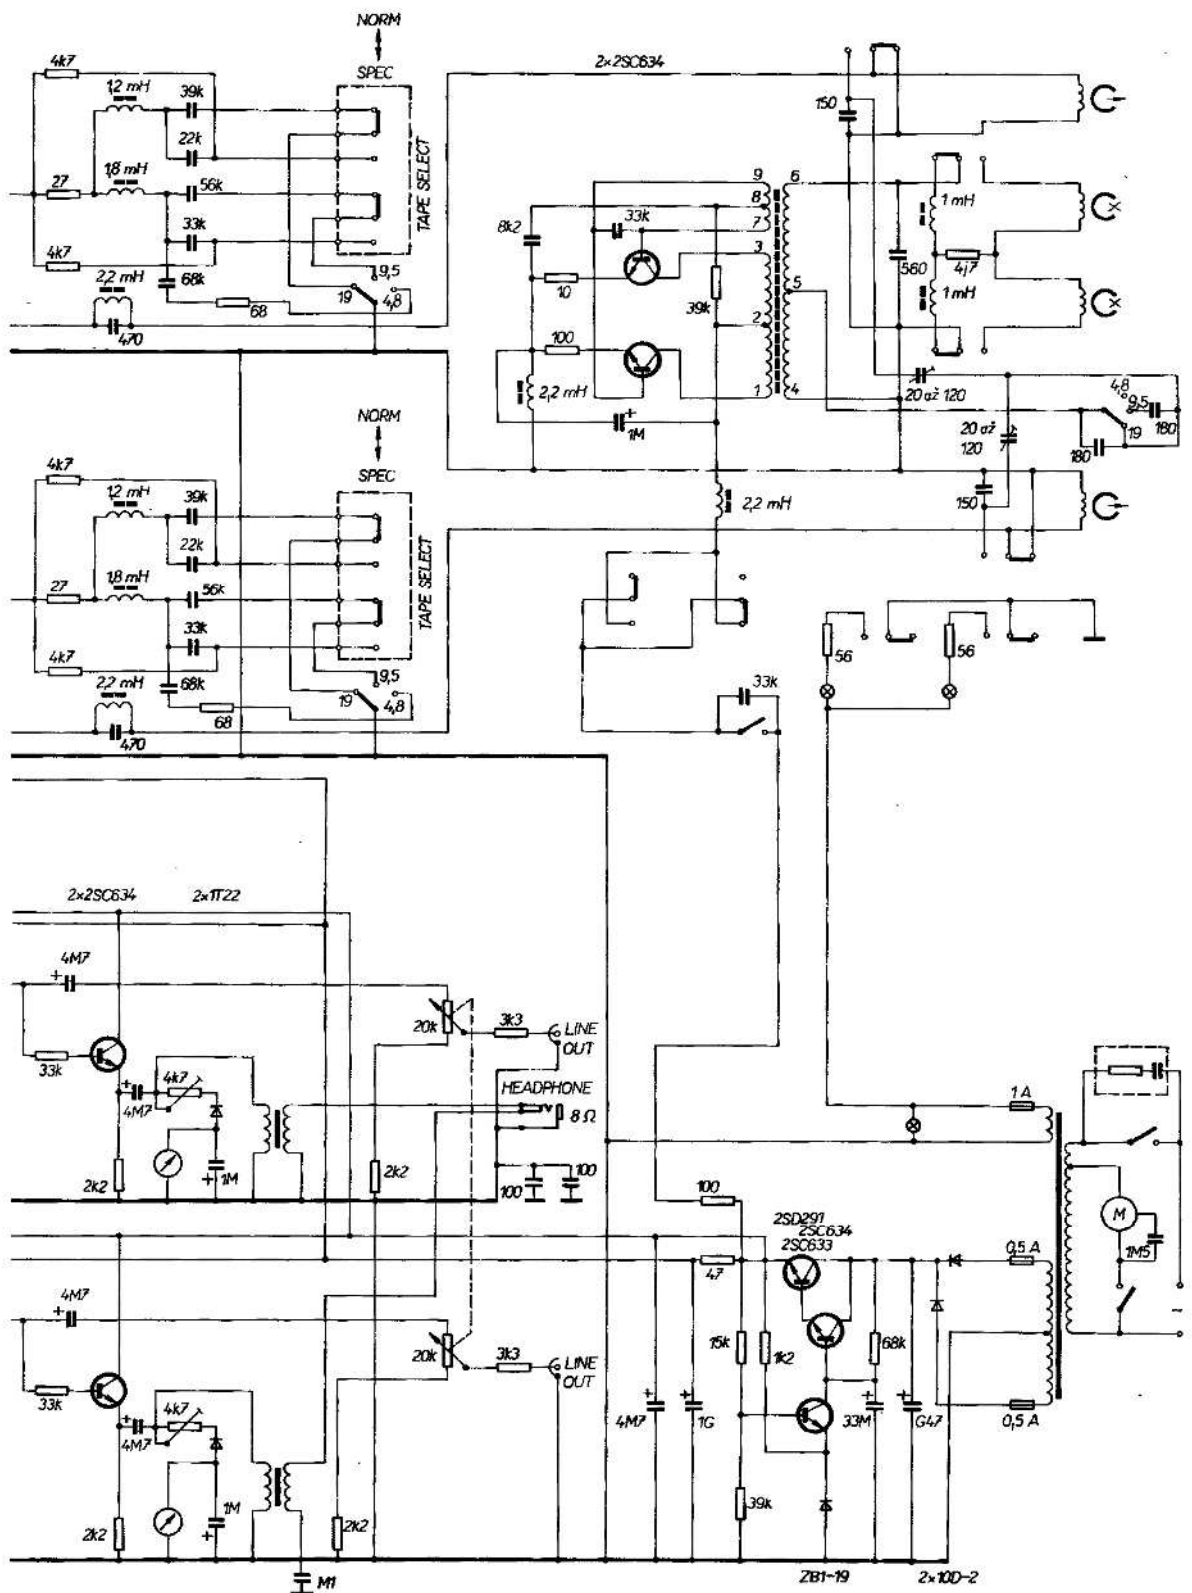 NORM
SPEC
TAPE SELECT
4k7
1,2 mH
39k
22k
27
1,8 mH
56k
33k
4k7
2,2 mH
68k
68
470
9,5
19
4,8
2×2SC634
150
8k2
33k
10
100
2,2 mH
1M
39k
9
8
7
3
2
1
6
5
4
560
1 mH
4j7
1 mH
20 až 120
20 až
120
4,8
9,5
19
180
180
150
2,2 mH
NORM
SPEC
TAPE SELECT
4k7
1,2 mH
39k
22k
27
1,8 mH
56k
33k
4k7
2,2 mH
68k
68
470
9,5
19
4,8
33k
56
56
2×2SC634
2×1T22
4M7
33k
4M7
4k7
1M
2k2
20k
3k3
LINE
OUT
HEADPHONE
8 Ω
2k2
100
100
1 A
M
1M5
~
100
47
2SD291
2SC634
2SC633
0,5 A
0,5 A
15k
1k2
68k
4M7
1G
33M
G47
39k
ZB1-19
2×10D-2
4M7
33k
4M7
4k7
1M
2k2
20k
3k3
LINE
OUT
2k2
M1